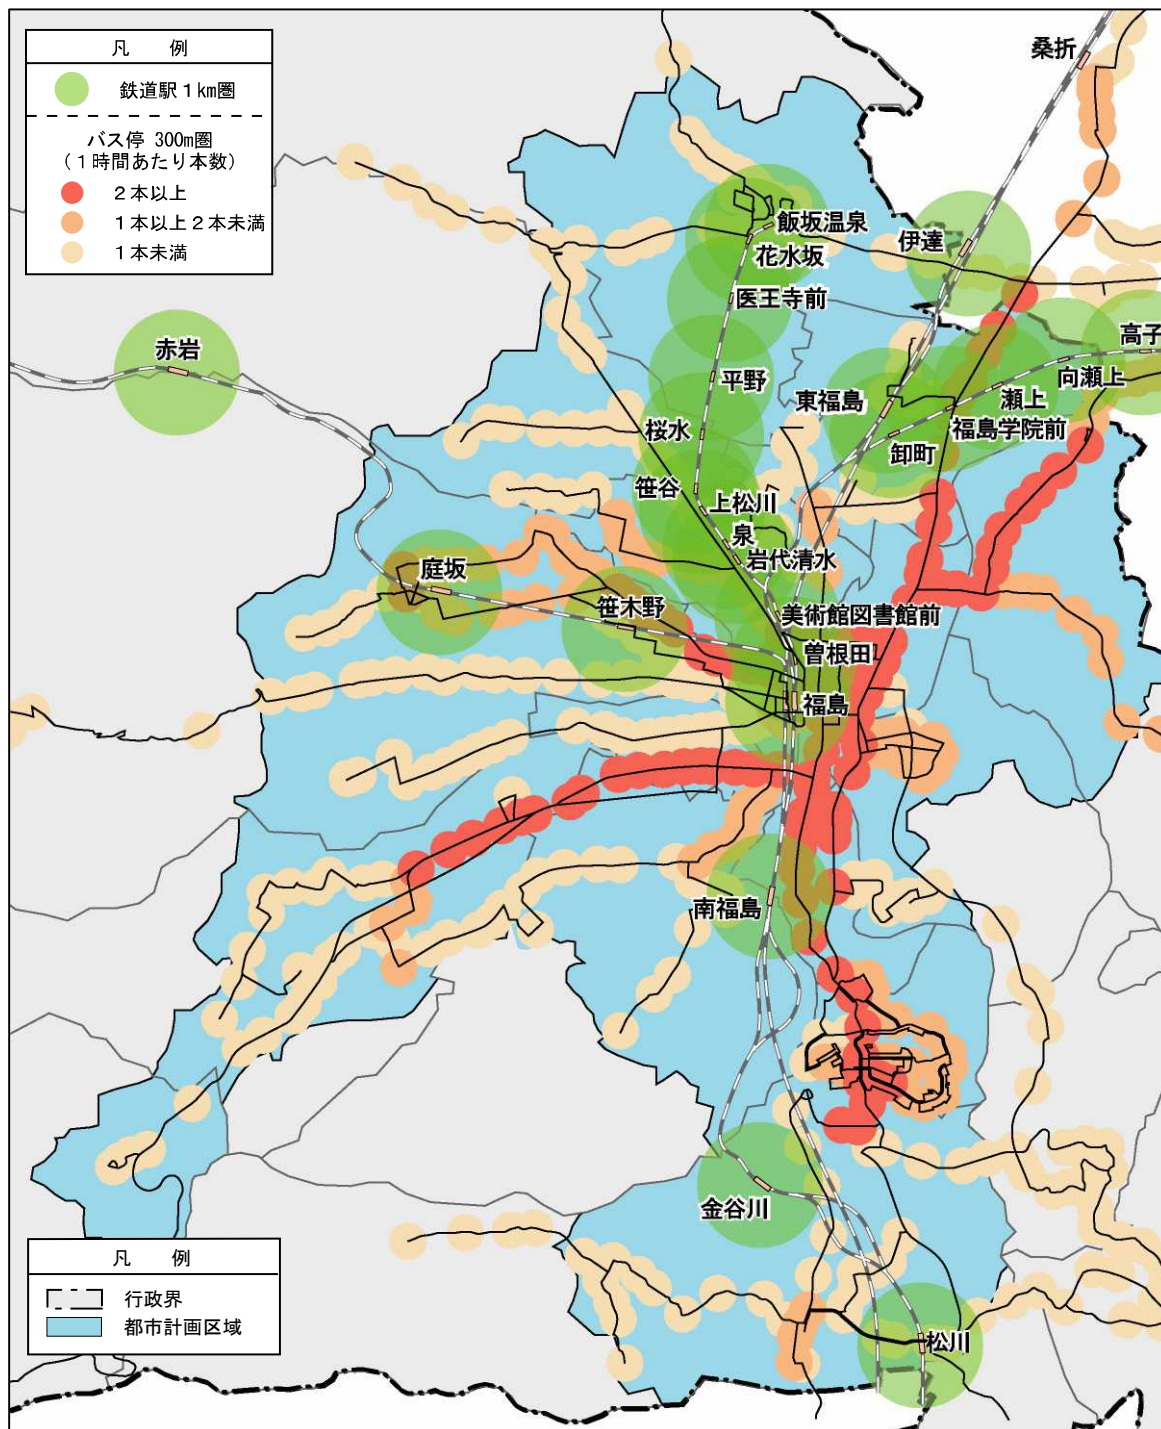 凡 例
鉄道駅1km圏
バス停 300m圏
(1時間あたり本数)
2本以上
1本以上2本未満
1本未満
桑折
飯坂温泉
伊達
花水坂
医王寺前
高子
赤岩
向瀬上
平野
東福島
瀬上
桜水
福島学院前
卸町
笹谷
上松川
泉
岩代清水
庭坂
笹木野
美術館図書館前
曽根田
福島
南福島
金谷川
松川
凡 例
行政界
都市計画区域